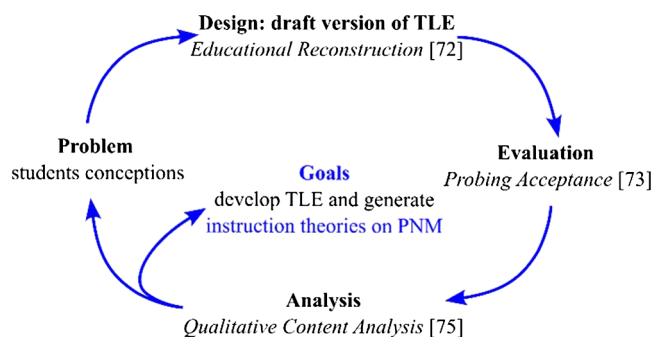 Design: draft version of TLE
Educational Reconstruction [72]
Problem
students conceptions
Evaluation
Probing Acceptance [73]
Goals
develop TLE and generate
instruction theories on PNM
Analysis
Qualitative Content Analysis [75]